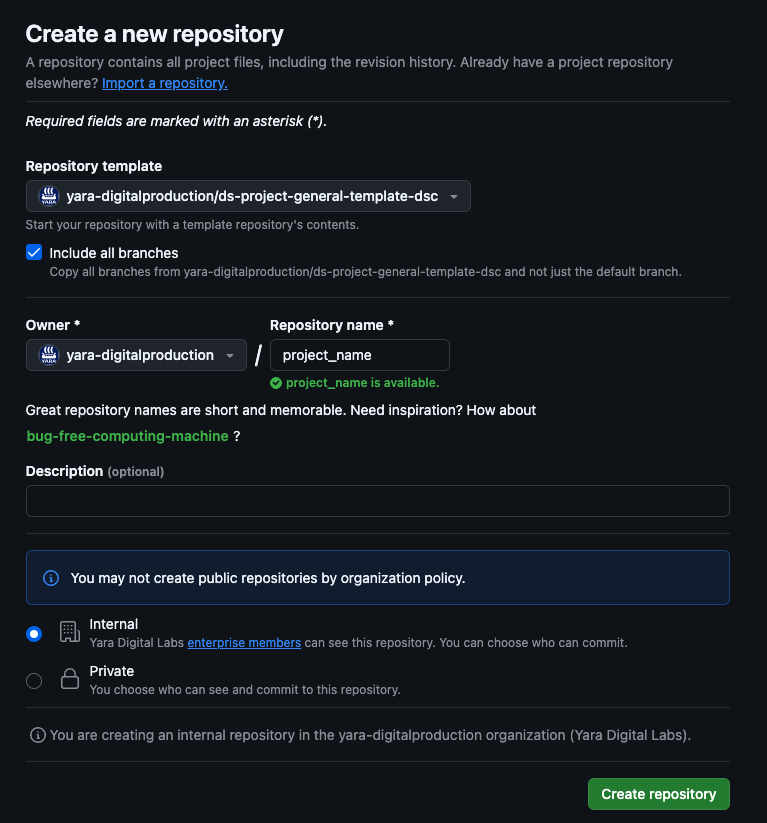 Create a new repository
A repository contains all project files, including the revision history. Already have a project repository
elsewhere? Import a repository.
Required fields are marked with an asterisk (*).
Repository template
YARA yara-digitalproduction/ds-project-general-template-dsc
Start your repository with a template repository's contents.
Include all branches
Copy all branches from yara-digitalproduction/ds-project-general-template-dsc and not just the default branch.
Owner * Repository name *
YARA yara-digitalproduction / project_name
project_name is available.
Great repository names are short and memorable. Need inspiration? How about
bug-free-computing-machine ?
Description (optional)
You may not create public repositories by organization policy.
Internal
Yara Digital Labs enterprise members can see this repository. You can choose who can commit.
Private
You choose who can see and commit to this repository.
You are creating an internal repository in the yara-digitalproduction organization (Yara Digital Labs).
Create repository